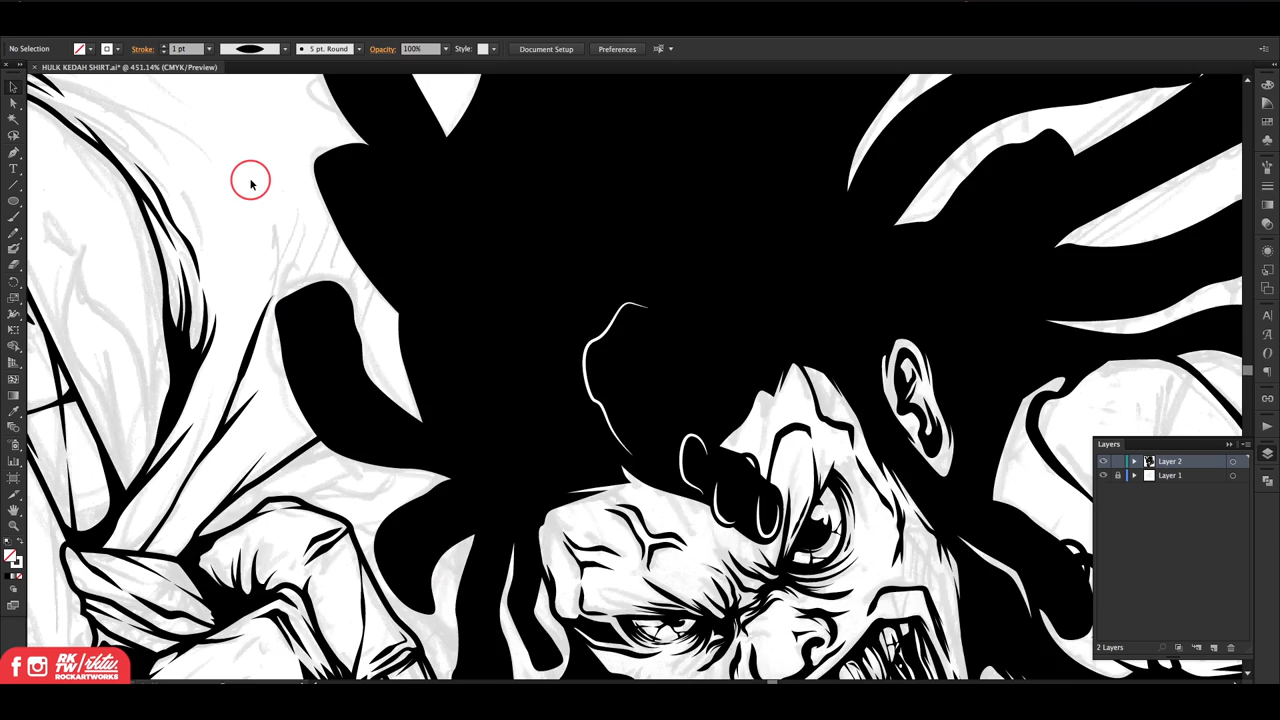 No Selection Stroke: 1 pt 5 pt. Round Opacity: 100% Style: Document Setup Preferences
HULK KEDAH SHIRT.ai* @ 451.14% (CMYK/Preview)
Layers
Layer 2
Layer 1
2 Layers
RK
TW
ROCKARTWORKS